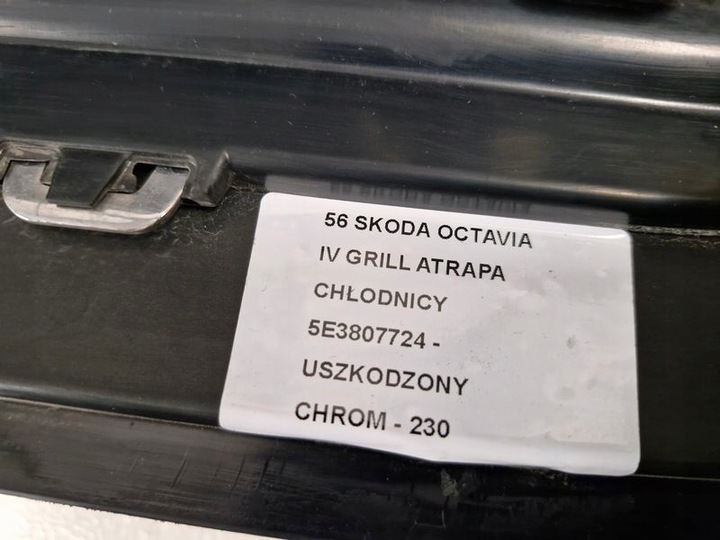 56 SKODA OCTAVIA
IV GRILL ATRAPA
CHŁODNICY
5E3807724 -
USZKODZONY
CHROM - 230